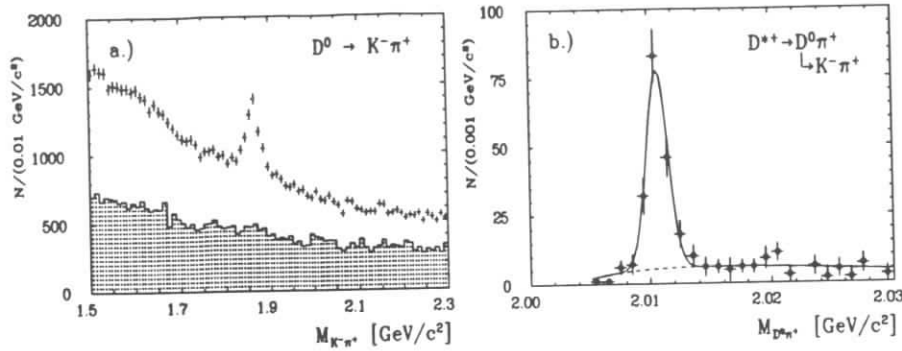 a.)
D⁰ → K⁻π⁺
N/(0.01 GeV/c²)
2000
1500
1000
500
0
1.5
1.7
1.9
2.1
2.3
M_K⁻π⁺ [GeV/c²]
b.)
D*⁺→D⁰π⁺
↳K⁻π⁺
N/(0.001 GeV/c²)
100
75
50
25
0
2.00
2.01
2.02
2.03
M_D⁰π⁺ [GeV/c²]